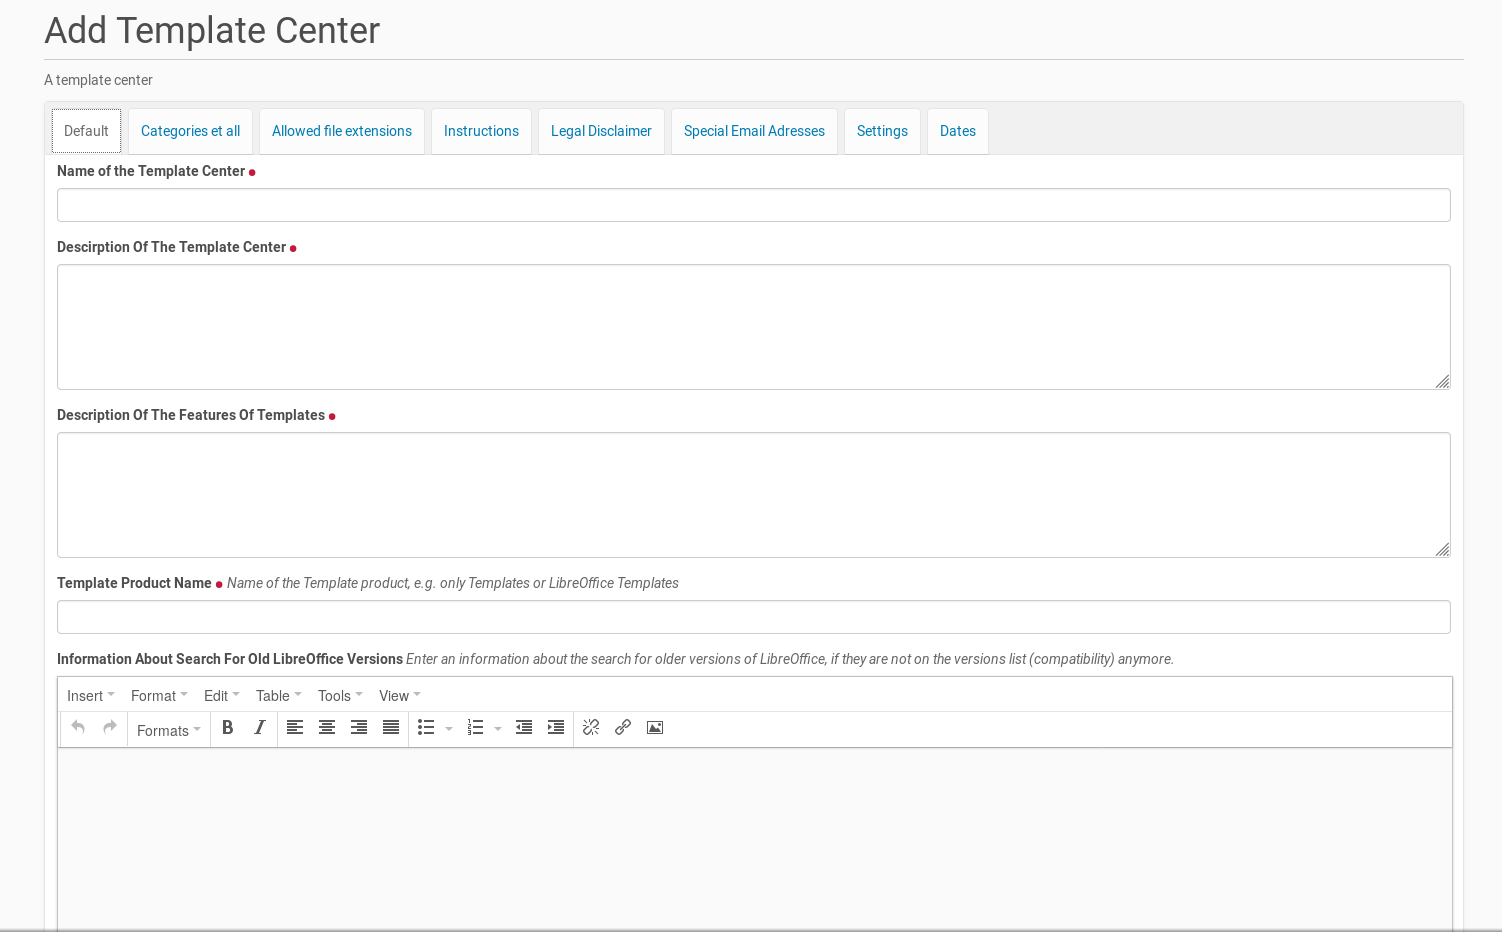 Add Template Center
A template center
Default Categories et all Allowed file extensions Instructions Legal Disclaimer Special Email Adresses Settings Dates
Name of the Template Center
Descirption Of The Template Center
Description Of The Features Of Templates
Template Product Name Name of the Template product, e.g. only Templates or LibreOffice Templates
Information About Search For Old LibreOffice Versions Enter an information about the search for older versions of LibreOffice, if they are not on the versions list (compatibility) anymore.
Insert Format Edit Table Tools View
Formats B I